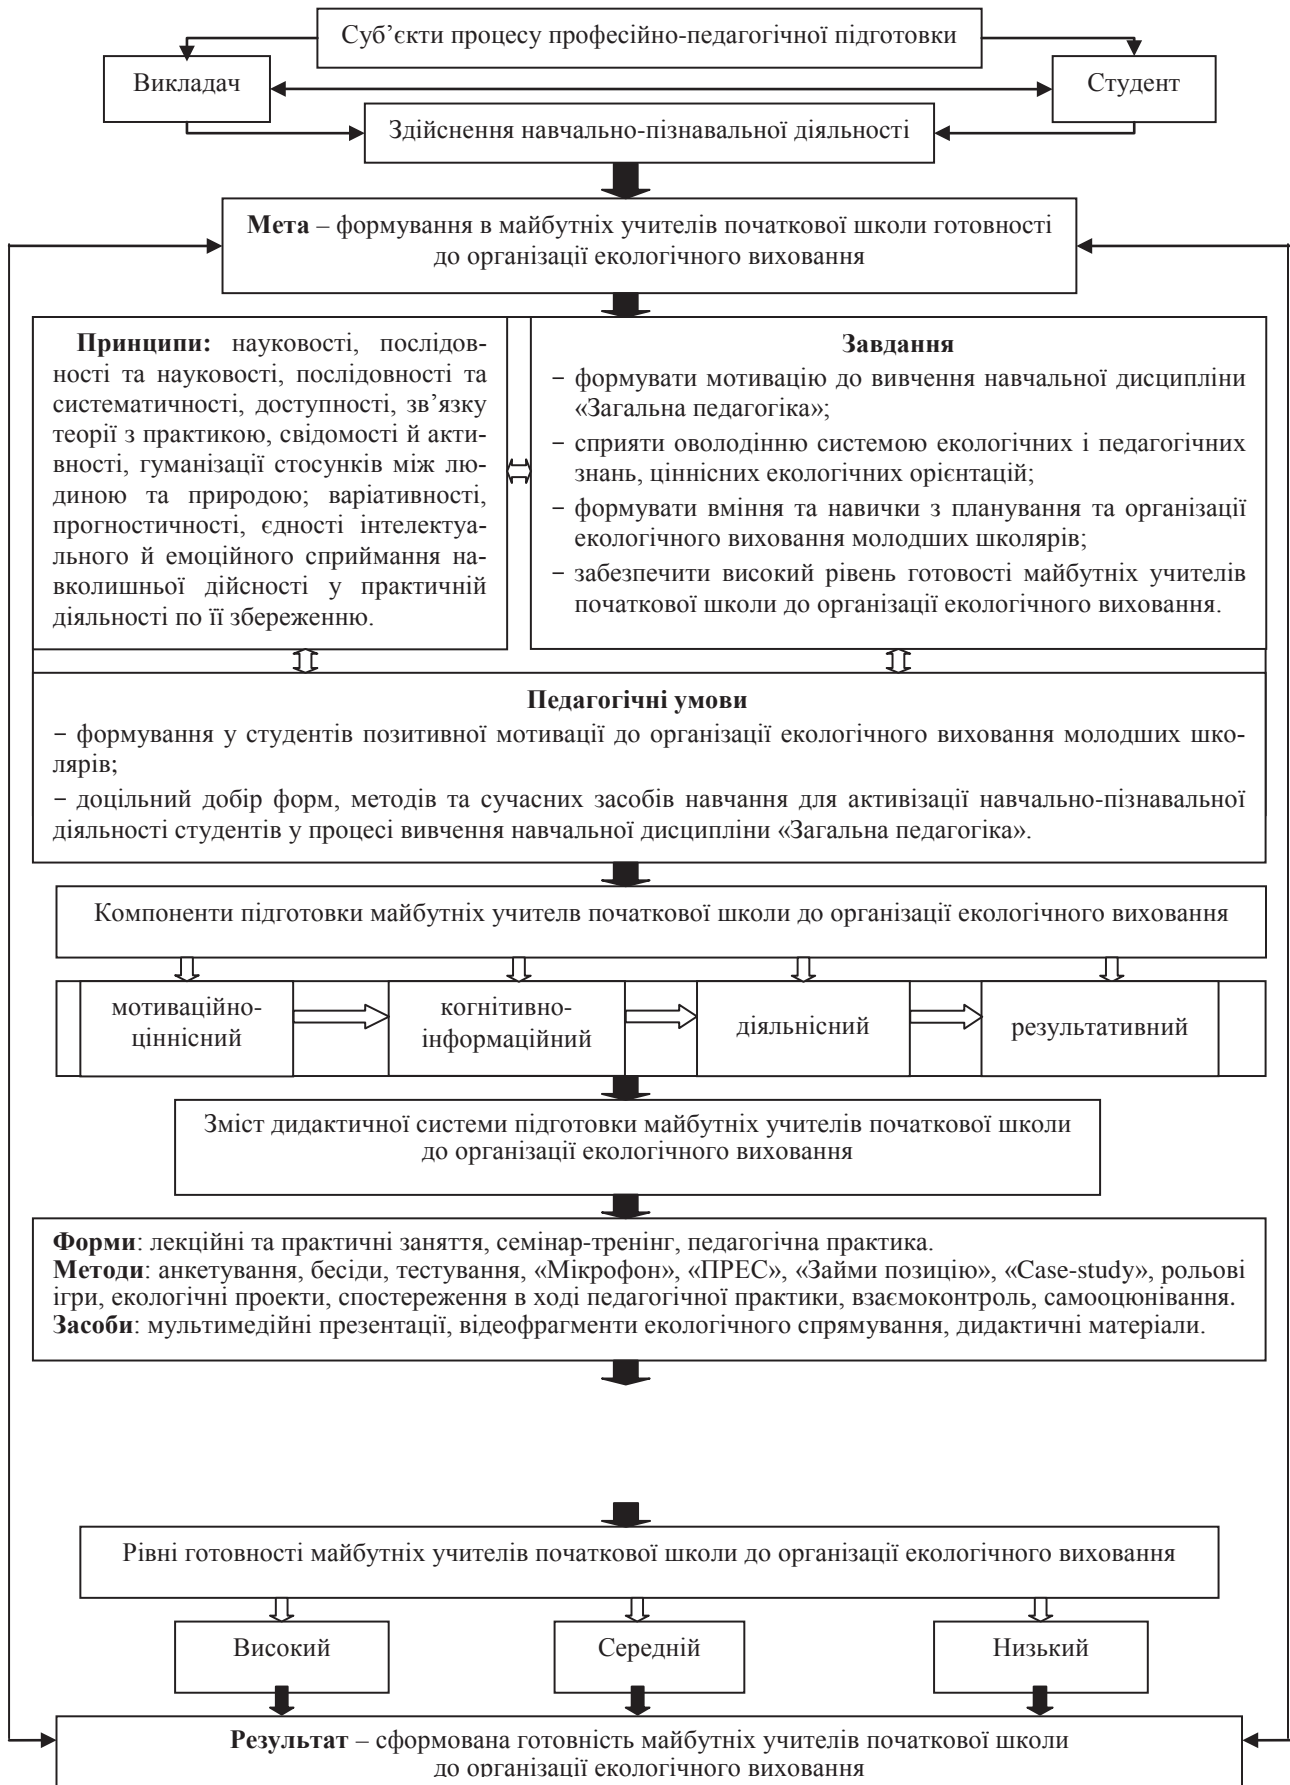 Суб’єкти процесу професійно-педагогічної підготовки
Викладач
Студент
Здійснення навчально-пізнавальної діяльності
Мета – формування в майбутніх учителів початкової школи готовності
до організації екологічного виховання
Принципи: науковості, послідов-
ності та науковості, послідовності та
систематичності, доступності, зв’язку
теорії з практикою, свідомості й акти-
вності, гуманізації стосунків між лю-
диною та природою; варіативності,
прогностичності, єдності інтелектуа-
ального й емоційного сприймання на-
вколишньої дійсності у практичній
діяльності по її збереженню.
Завдання
– формувати мотивацію до вивчення навчальної дисципліни
«Загальна педагогіка»;
– сприяти оволодінню системою екологічних і педагогічних
знань, ціннісних екологічних орієнтацій;
– формувати вміння та навички з планування та організації
екологічного виховання молодших школярів;
– забезпечити високий рівень готовості майбутніх учителів
початкової школи до організації екологічного виховання.
Педагогічні умови
– формування у студентів позитивної мотивації до організації екологічного виховання молодших шко-
лярів;
– доцільний добір форм, методів та сучасних засобів навчання для активізації навчально-пізнавальної
діяльності студентів у процесі вивчення навчальної дисципліни «Загальна педагогіка».
Компоненти підготовки майбутніх учителв початкової школи до організації екологічного виховання
мотиваційно-
ціннісний
когнітивно-
інформаційний
діяльнісний
результативний
Зміст дидактичної системи підготовки майбутніх учителів початкової школи
до організації екологічного виховання
Форми: лекційні та практичні заняття, семінар-тренінг, педагогічна практика.
Методи: анкетування, бесіди, тестування, «Мікрофон», «ПРЕС», «Займи позицію», «Case-study», рольові
ігри, екологічні проекти, спостереження в ході педагогічної практики, взаємоконтроль, самооцюнівання.
Засоби: мультимедійні презентації, відеофрагменти екологічного спрямування, дидактичні матеріали.
Рівні готовності майбутніх учителів початкової школи до організації екологічного виховання
Високий
Середній
Низький
Результат – сформована готовність майбутніх учителів початкової школи
до організації екологічного виховання